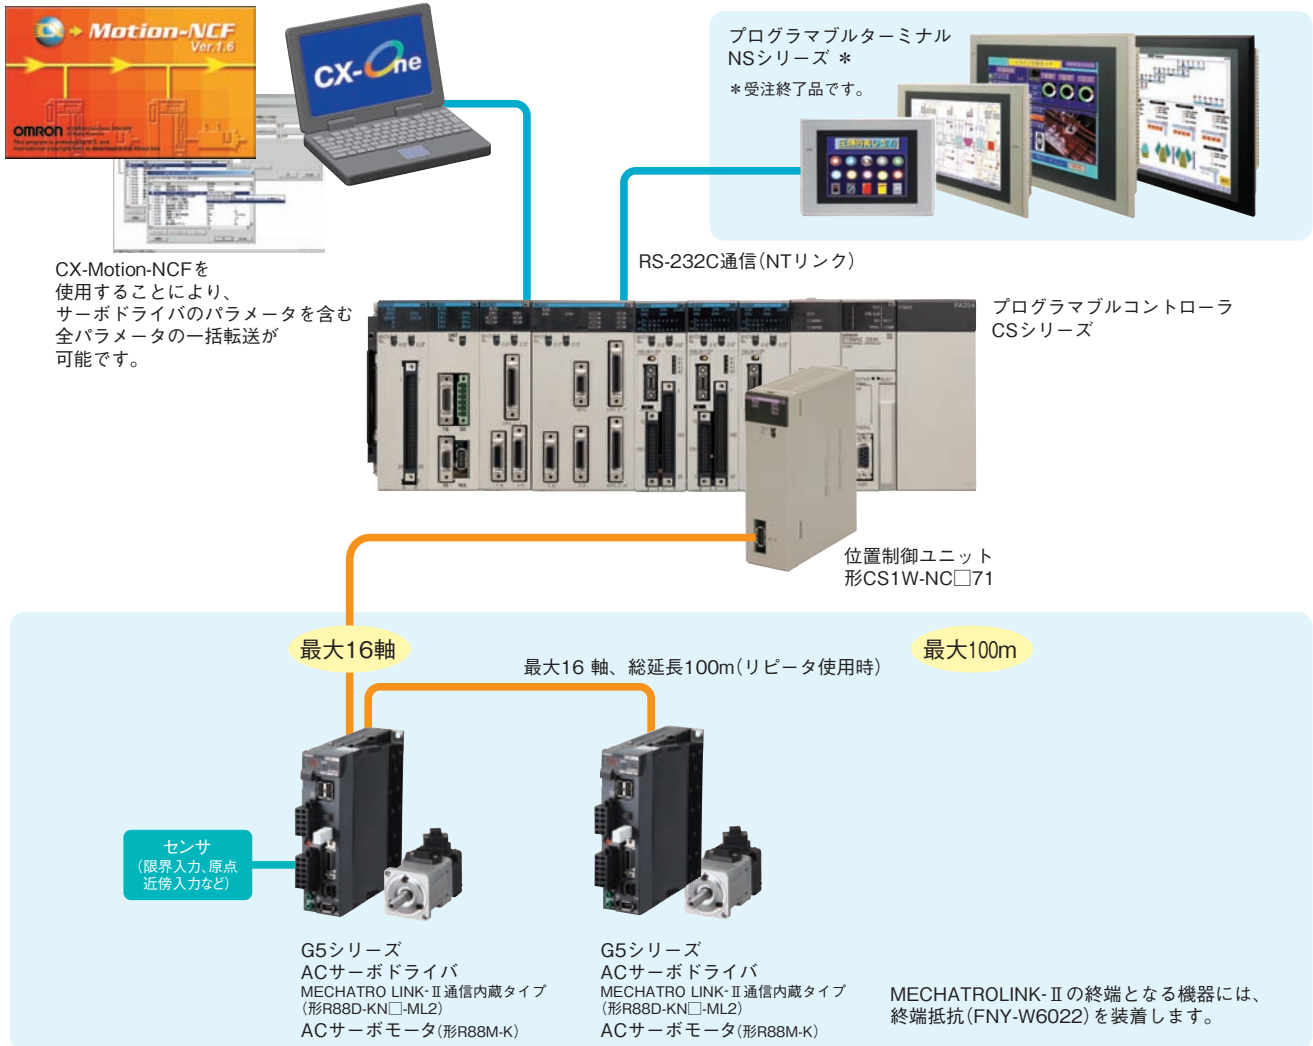 Motion-NCF
Ver.1.6
OMRON
CX-One
プログラマブルターミナル
NSシリーズ ＊
＊受注終了品です。
RS-232C通信(NTリンク)
CX-Motion-NCFを
使用することにより、
サーボドライバのパラメータを含む
全パラメータの一括転送が
可能です。
PA204
プログラマブルコントローラ
CSシリーズ
位置制御ユニット
形CS1W-NC□71
最大16軸
最大16 軸、総延長100m(リピータ使用時)
最大100m
センサ
(限界入力、原点
近傍入力など)
G5シリーズ
ACサーボドライバ
MECHATRO LINK-Ⅱ通信内蔵タイプ
(形R88D-KN□-ML2)
ACサーボモータ(形R88M-K)
G5シリーズ
ACサーボドライバ
MECHATRO LINK-Ⅱ通信内蔵タイプ
(形R88D-KN□-ML2)
ACサーボモータ(形R88M-K)
MECHATROLINK-Ⅱの終端となる機器には、
終端抵抗(FNY-W6022)を装着します。